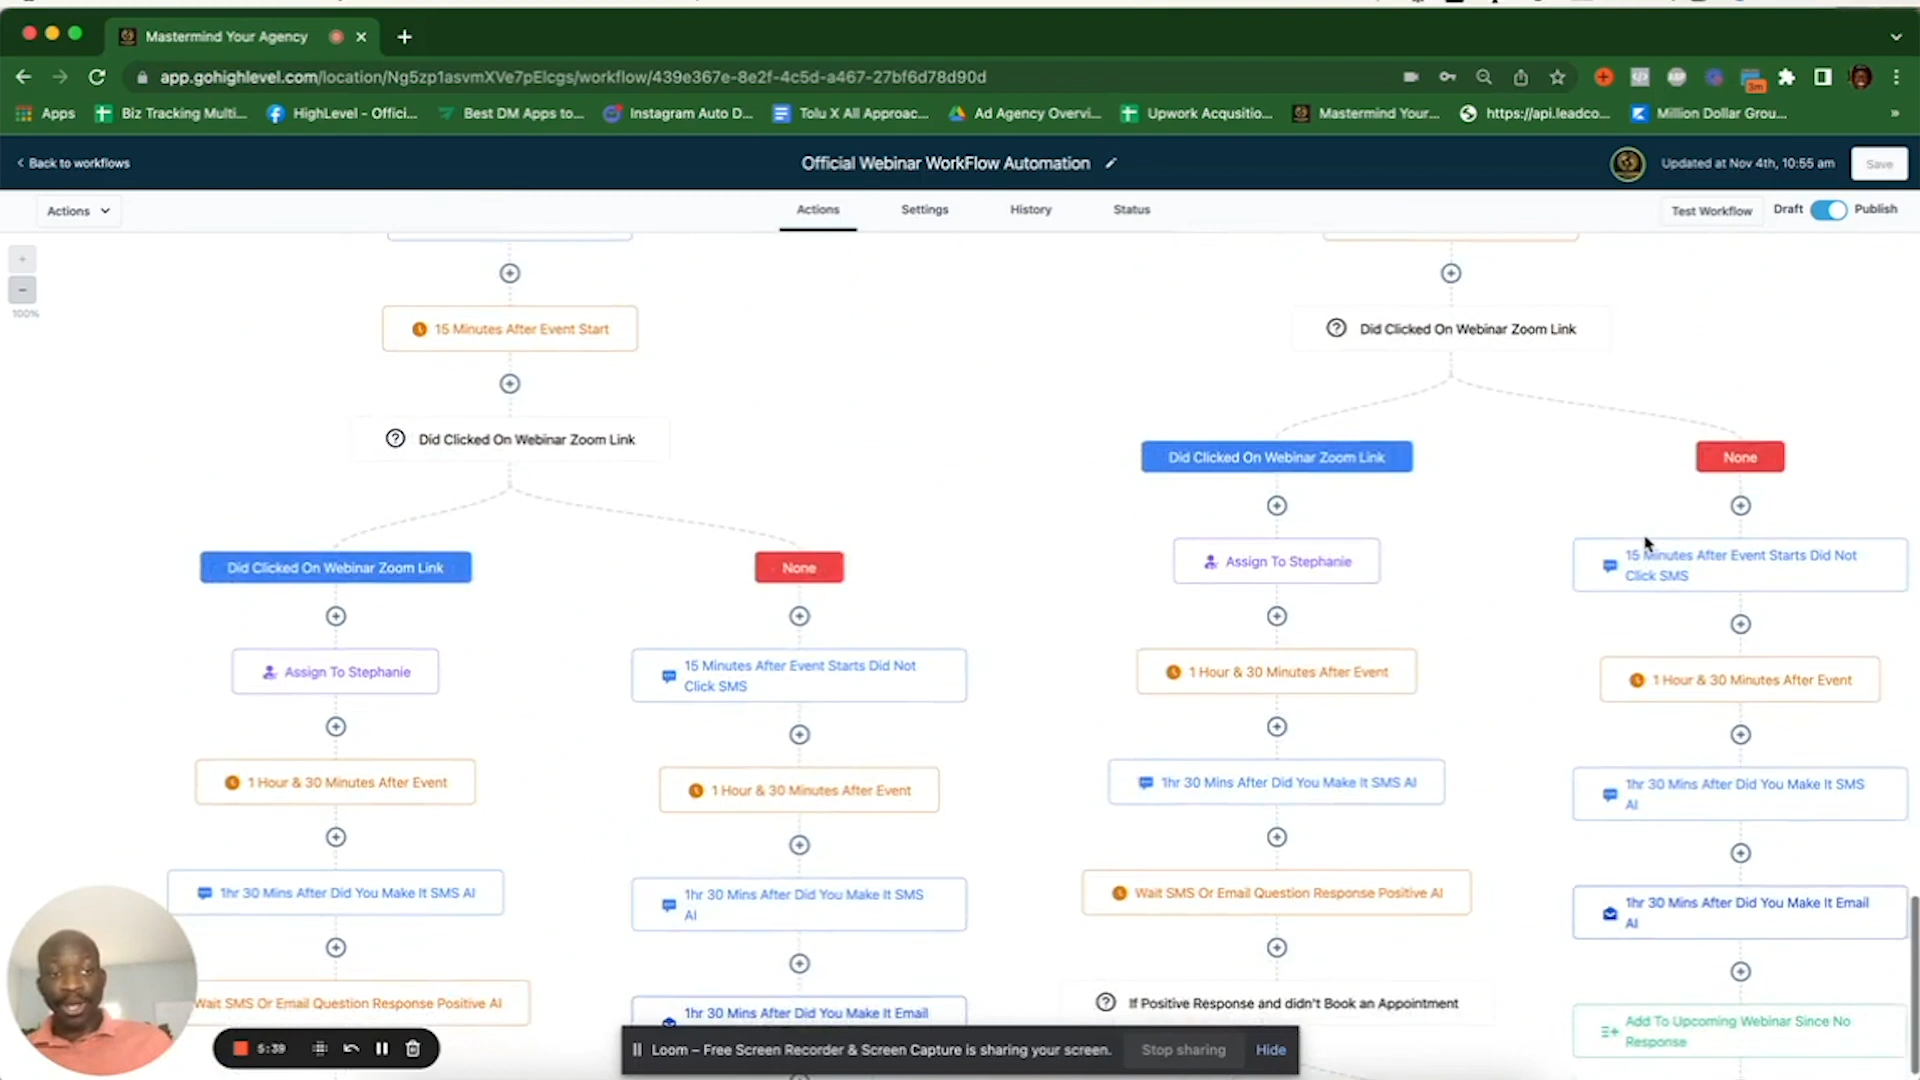 Mastermind Your Agency
app.gohighlevel.com/location/Ng5zp1asvmXVe7pElcgs/workflow/439e367e-8e2f-4c5d-a467-27bf6d78d90d
3m
Apps
Biz Tracking Multi...
HighLevel - Offici...
Best DM Apps to...
Instagram Auto D...
Tolu X All Approac...
Ad Agency Overvi...
Upwork Acqusitio...
Mastermind Your...
https://api.leadco...
Million Dollar Grou...
»
< Back to workflows
Official Webinar WorkFlow Automation
Updated at Nov 4th, 10:55 am
Save
Actions
Actions
Settings
History
Status
Test Workflow
Draft
Publish
100%
15 Minutes After Event Start
Did Clicked On Webinar Zoom Link
Did Clicked On Webinar Zoom Link
None
Assign To Stephanie
15 Minutes After Event Starts Did Not
Click SMS
1 Hour & 30 Minutes After Event
1 Hour & 30 Minutes After Event
1hr 30 Mins After Did You Make It SMS AI
1hr 30 Mins After Did You Make It SMS
AI
Wait SMS Or Email Question Response Positive AI
1hr 30 Mins After Did You Make It Email
Did Clicked On Webinar Zoom Link
Did Clicked On Webinar Zoom Link
None
Assign To Stephanie
15 Minutes After Event Starts Did Not
Click SMS
1 Hour & 30 Minutes After Event
1 Hour & 30 Minutes After Event
1hr 30 Mins After Did You Make It SMS AI
1hr 30 Mins After Did You Make It SMS
AI
Wait SMS Or Email Question Response Positive AI
1hr 30 Mins After Did You Make It Email
AI
If Positive Response and didn't Book an Appointment
Add To Upcoming Webinar Since No
Response
5:39
Loom – Free Screen Recorder & Screen Capture is sharing your screen.
Stop sharing
Hide